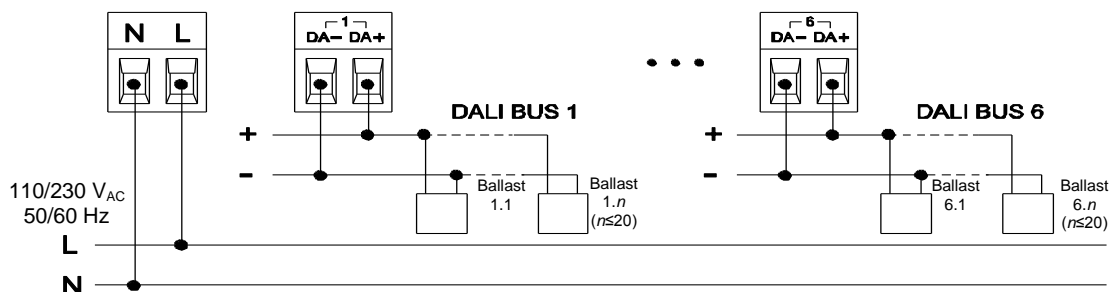 N L
1
DA- DA+
6
DA- DA+
...
DALI BUS 1
DALI BUS 6
+
-
+
-
Ballast
1.1
Ballast
1.n
(n≤20)
Ballast
6.1
Ballast
6.n
(n≤20)
110/230 VAC
50/60 Hz
L
N